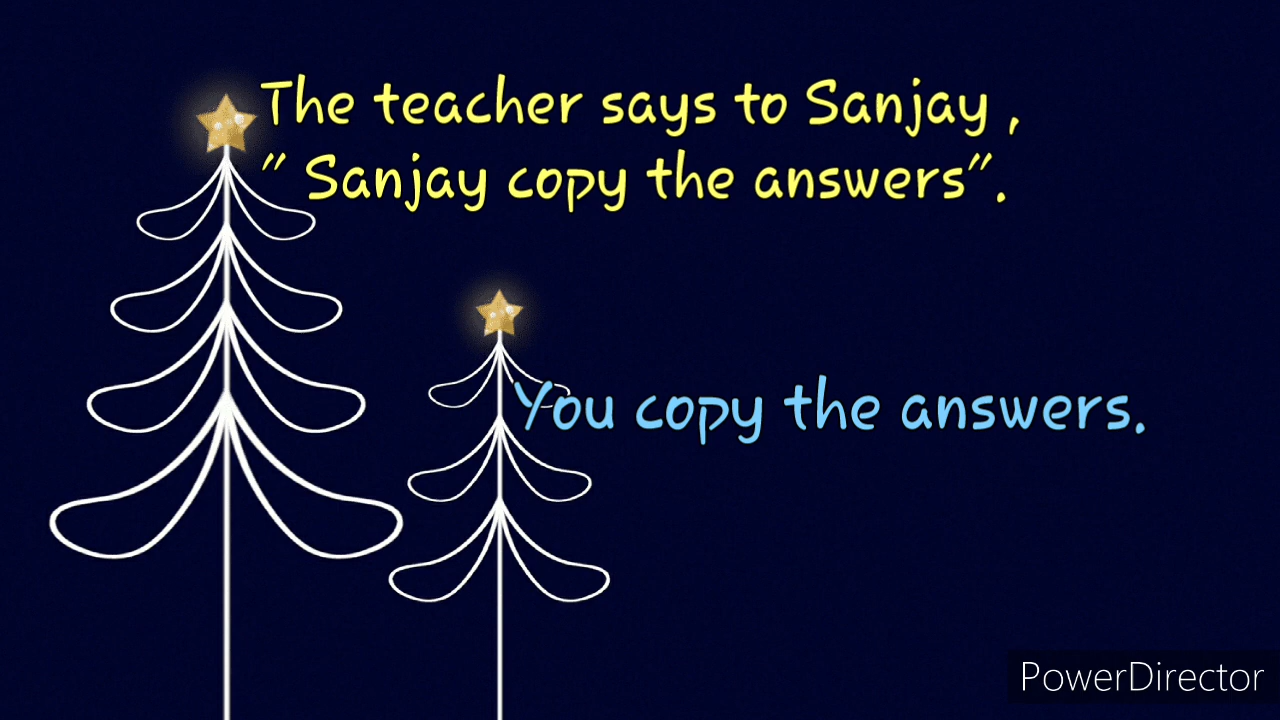 The teacher says to Sanjay ,
" Sanjay copy the answers".
You copy the answers.
PowerDirector